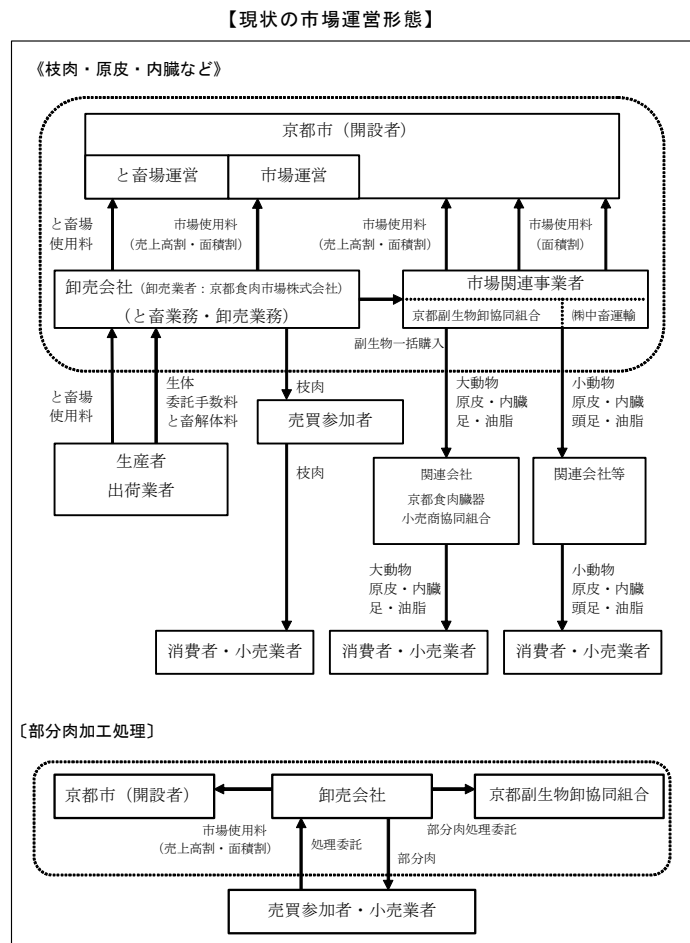 【現状の市場運営形態】
《枝肉・原皮・内臓など》
京都市（開設者）
と畜場運営
市場運営
と畜場
使用料
市場使用料
(売上高割・面積割)
市場使用料
(売上高割・面積割)
市場使用料
(面積割)
卸売会社 (卸売業者：京都食肉市場株式会社)
（と畜業務・卸売業務）
市場関連事業者
京都副生物卸協同組合
㈱中畜運輸
副生物一括購入
と畜場
使用料
生体
委託手数料
と畜解体料
枝肉
大動物
原皮・内臓
足・油脂
小動物
原皮・内臓
頭足・油脂
売買参加者
生産者
出荷業者
枝肉
関連会社
京都食肉臓器
小売商協同組合
関連会社等
大動物
原皮・内臓
足・油脂
小動物
原皮・内臓
頭足・油脂
消費者・小売業者
消費者・小売業者
消費者・小売業者
〔部分肉加工処理〕
京都市（開設者）
卸売会社
京都副生物卸協同組合
市場使用料
(売上高割・面積割)
処理委託
部分肉
部分肉処理委託
売買参加者・小売業者